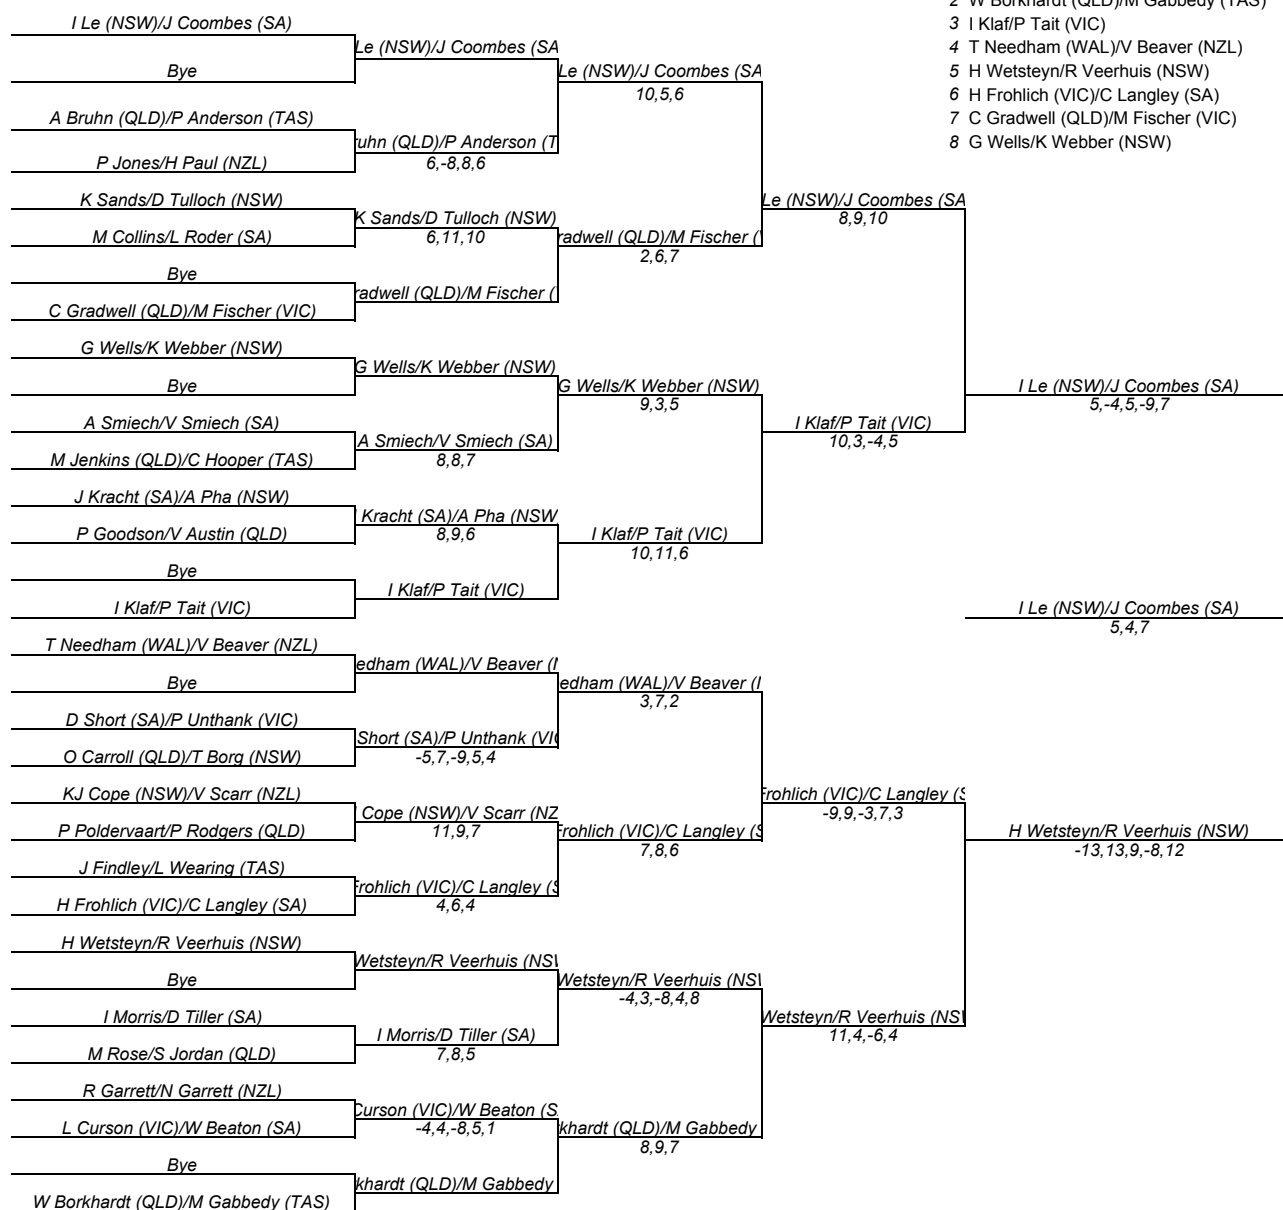 2 W Borkhardt (QLD)/M Gabbedy (TAS)
3 I Klaf/P Tait (VIC)
4 T Needham (WAL)/V Beaver (NZL)
5 H Wetsteyn/R Veerhuis (NSW)
6 H Frohlich (VIC)/C Langley (SA)
7 C Gradwell (QLD)/M Fischer (VIC)
8 G Wells/K Webber (NSW)
I Le (NSW)/J Coombes (SA)
Bye
A Bruhn (QLD)/P Anderson (TAS)
P Jones/H Paul (NZL)
K Sands/D Tulloch (NSW)
M Collins/L Roder (SA)
Bye
C Gradwell (QLD)/M Fischer (VIC)
G Wells/K Webber (NSW)
Bye
A Smiech/V Smiech (SA)
M Jenkins (QLD)/C Hooper (TAS)
J Kracht (SA)/A Pha (NSW)
P Goodson/V Austin (QLD)
Bye
I Klaf/P Tait (VIC)
T Needham (WAL)/V Beaver (NZL)
Bye
D Short (SA)/P Unthank (VIC)
O Carroll (QLD)/T Borg (NSW)
KJ Cope (NSW)/V Scarr (NZL)
P Poldervaart/P Rodgers (QLD)
J Findley/L Wearing (TAS)
H Frohlich (VIC)/C Langley (SA)
H Wetsteyn/R Veerhuis (NSW)
Bye
I Morris/D Tiller (SA)
M Rose/S Jordan (QLD)
R Garrett/N Garrett (NZL)
L Curson (VIC)/W Beaton (SA)
Bye
W Borkhardt (QLD)/M Gabbedy (TAS)
Le (NSW)/J Coombes (SA
ruhn (QLD)/P Anderson (T
6,-8,8,6
K Sands/D Tulloch (NSW)
6,11,10
radwell (QLD)/M Fischer (
G Wells/K Webber (NSW)
A Smiech/V Smiech (SA)
8,8,7
Kracht (SA)/A Pha (NSW
8,9,6
I Klaf/P Tait (VIC)
edham (WAL)/V Beaver (
Short (SA)/P Unthank (VI
-5,7,-9,5,4
Cope (NSW)/V Scarr (NZ
11,9,7
Frohlich (VIC)/C Langley (S
4,6,4
Wetsteyn/R Veerhuis (NS
I Morris/D Tiller (SA)
7,8,5
Curson (VIC)/W Beaton (S
-4,4,-8,5,1
khardt (QLD)/M Gabbedy
Le (NSW)/J Coombes (SA
10,5,6
radwell (QLD)/M Fischer (
2,6,7
G Wells/K Webber (NSW)
9,3,5
I Klaf/P Tait (VIC)
10,11,6
edham (WAL)/V Beaver (
3,7,2
Frohlich (VIC)/C Langley (S
7,8,6
Wetsteyn/R Veerhuis (NS
-4,3,-8,4,8
khardt (QLD)/M Gabbedy
8,9,7
Le (NSW)/J Coombes (SA
8,9,10
I Klaf/P Tait (VIC)
10,3,-4,5
Frohlich (VIC)/C Langley (S
-9,9,-3,7,3
Wetsteyn/R Veerhuis (NS
11,4,-6,4
I Le (NSW)/J Coombes (SA)
5,-4,5,-9,7
H Wetsteyn/R Veerhuis (NSW)
-13,13,9,-8,12
I Le (NSW)/J Coombes (SA)
5,4,7